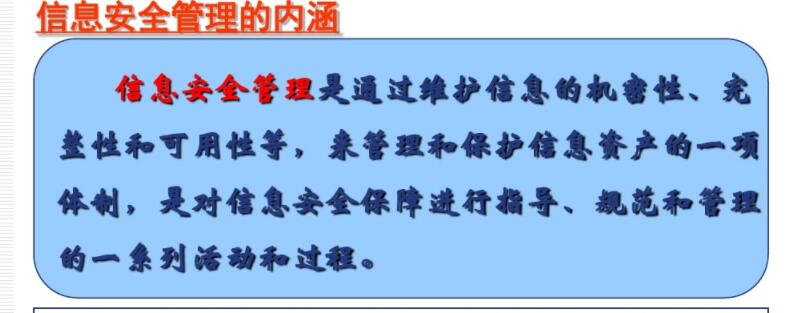 信息安全管理的内涵
信息安全管理是通过维护信息的机密性、完
整性和可用性等，来管理和保护信息资产的一项
体制，是对信息安全保障进行指导、规范和管理
的一系列活动和过程。